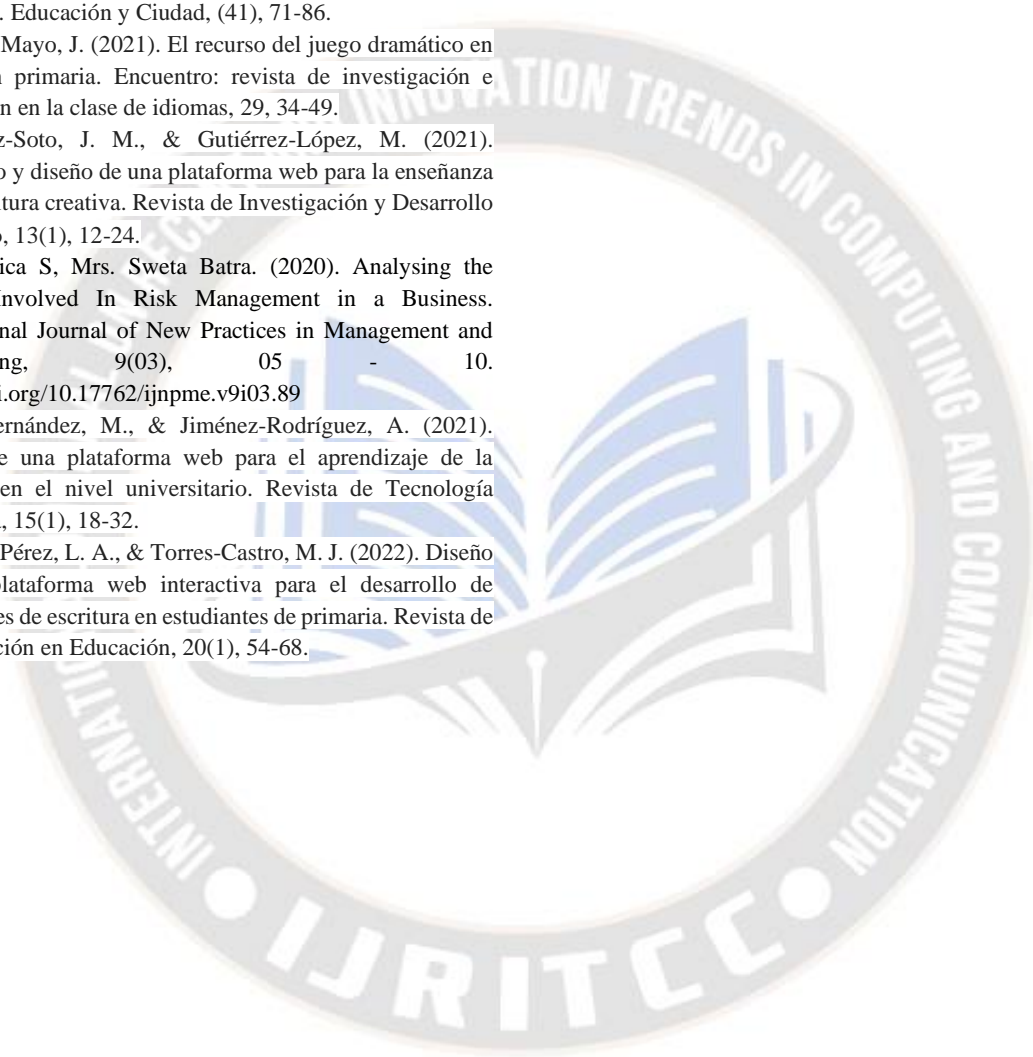 . Educación y Ciudad, (41), 71-86.
Mayo, J. (2021). El recurso del juego dramático en
primaria. Encuentro: revista de investigación e
n en la clase de idiomas, 29, 34-49.
z-Soto, J. M., & Gutiérrez-López, M. (2021).
o y diseño de una plataforma web para la enseñanza
tura creativa. Revista de Investigación y Desarrollo
, 13(1), 12-24.
ica S, Mrs. Sweta Batra. (2020). Analysing the
Involved In Risk Management in a Business.
nal Journal of New Practices in Management and
ng, 9(03), 05 - 10.
i.org/10.17762/ijnpme.v9i03.89
ernández, M., & Jiménez-Rodríguez, A. (2021).
e una plataforma web para el aprendizaje de la
en el nivel universitario. Revista de Tecnología
, 15(1), 18-32.
Pérez, L. A., & Torres-Castro, M. J. (2022). Diseño
plataforma web interactiva para el desarrollo de
es de escritura en estudiantes de primaria. Revista de
ción en Educación, 20(1), 54-68.
INNOVATION TRENDS IN COMPUTING AND COMMUNICATION
IJRITCC